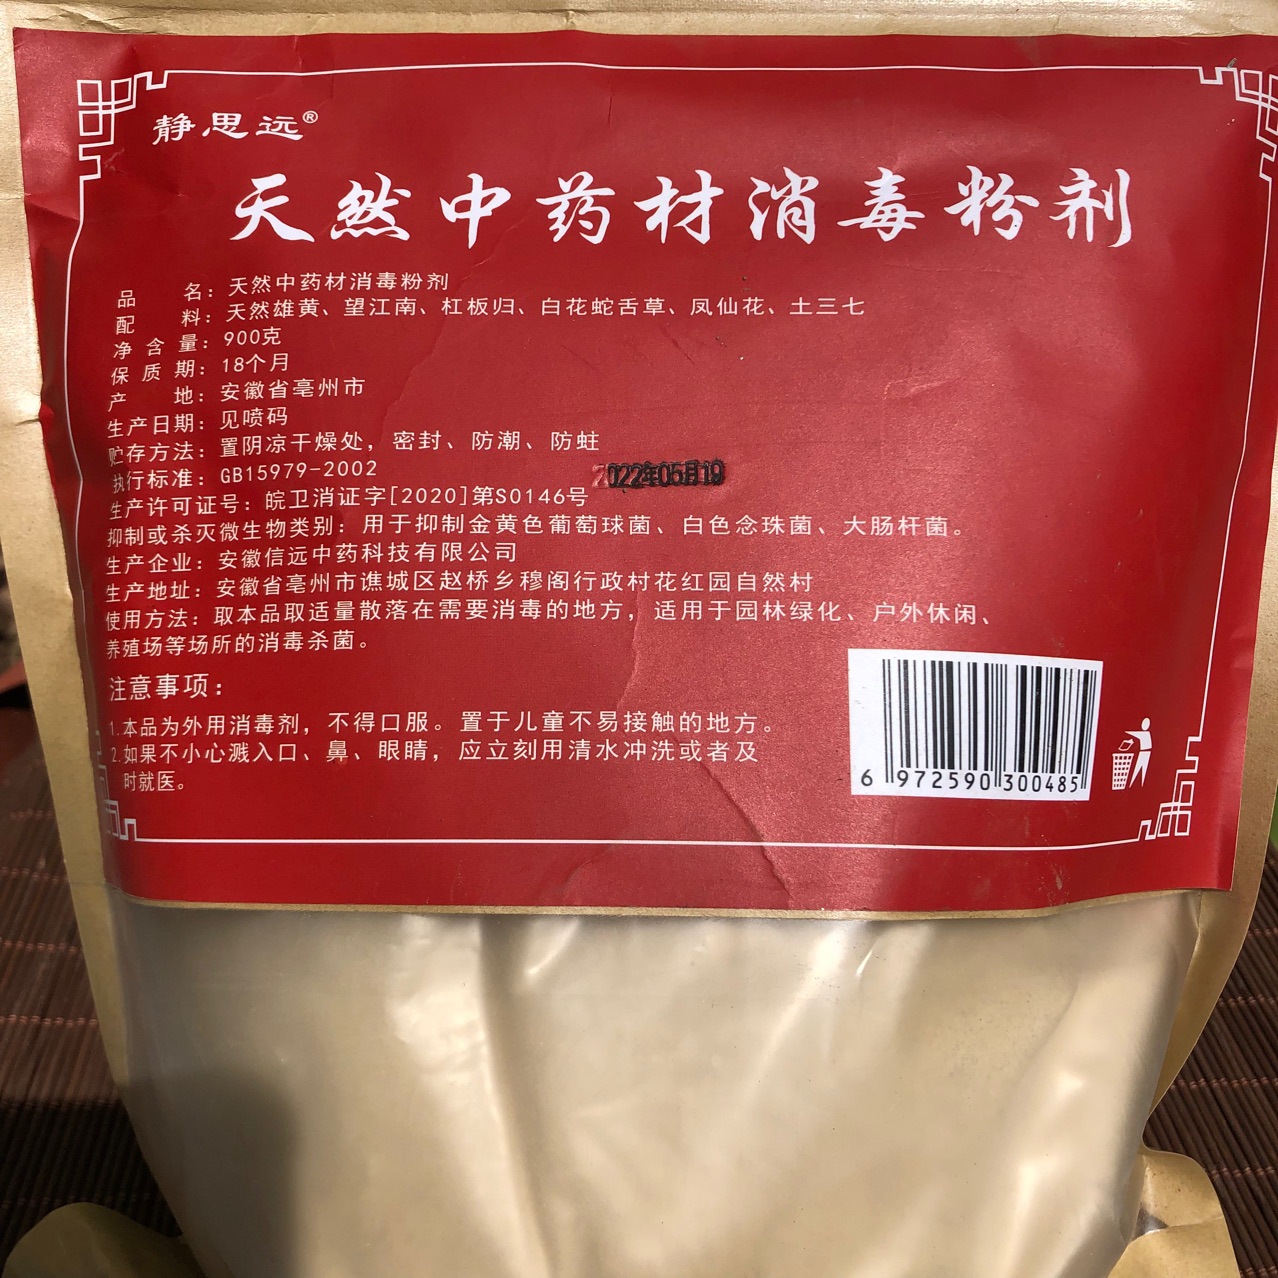 静思远®
天然中药材消毒粉剂
品名：天然中药材消毒粉剂
配料：天然雄黄、望江南、杠板归、白花蛇舌草、凤仙花、土三七
净含量：900克
保质期：18个月
产地：安徽省亳州市
生产日期：见喷码
贮存方法：置阴凉干燥处，密封、防潮、防蛀
执行标准：GB15979-2002
2022年05月19
生产许可证号：皖卫消证字[2020]第S0146号
抑制或杀灭微生物类别：用于抑制金黄色葡萄球菌、白色念珠菌、大肠杆菌。
生产企业：安徽信远中药科技有限公司
生产地址：安徽省亳州市谯城区赵桥乡穆阁行政村花红园自然村
使用方法：取本品取适量散落在需要消毒的地方，适用于园林绿化、户外休闲、
养殖场等场所的消毒杀菌。
注意事项：
1.本品为外用消毒剂，不得口服。置于儿童不易接触的地方。
2.如果不小心溅入口、鼻、眼睛，应立刻用清水冲洗或者及
时就医。
6 972590 300485